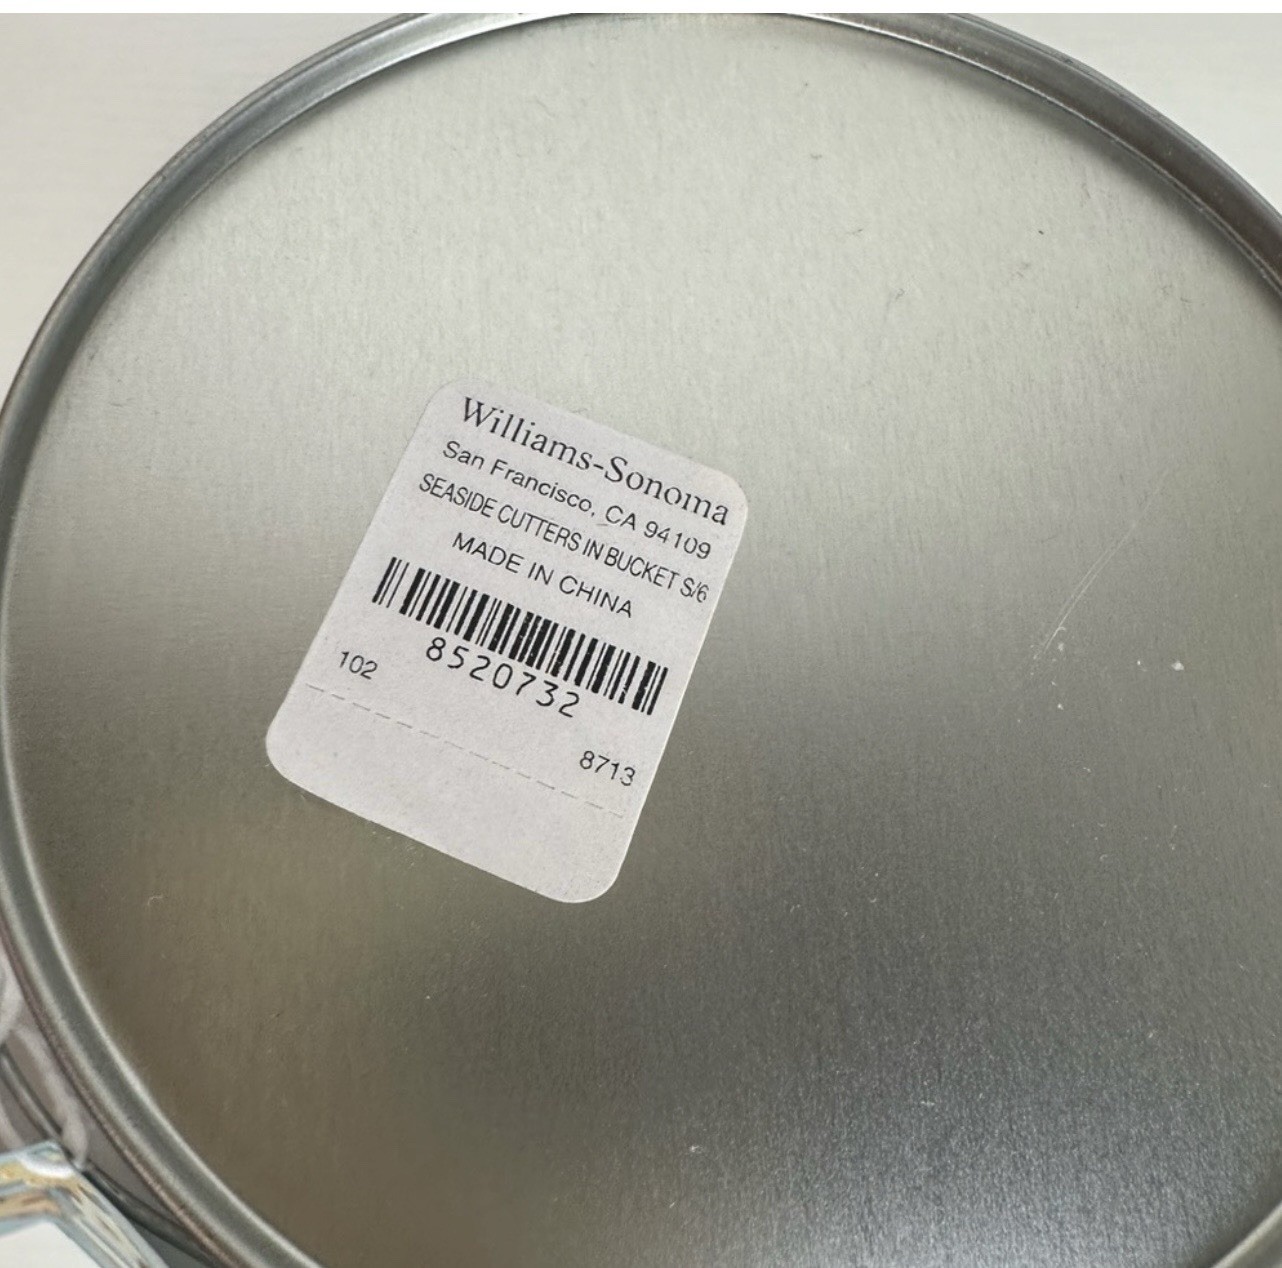 Williams-Sonoma
San Francisco, CA 94109
SEASIDE CUTTERS IN BUCKET S/6
MADE IN CHINA
8520732
102
8713